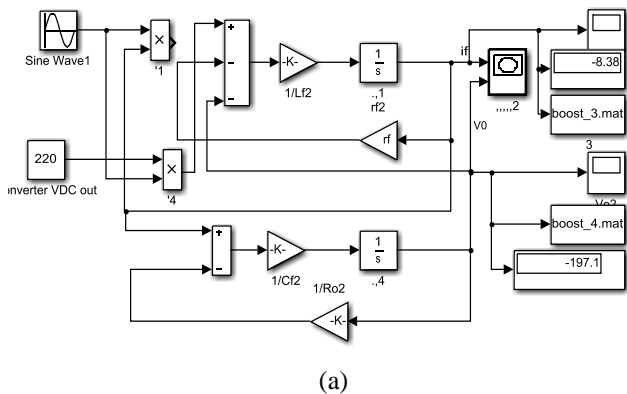 Sine Wave1
×
'1
+
−
−
-K-
1/Lf2
1
s
.,1
rf2
if
,,,,,2
-8.38
boost_3.mat
3
rf
V0
220
onverter VDC out
×
'4
Vo2
boost_4.mat
-197.1
+
−
-K-
1/Cf2
1
s
.,4
1/Ro2
-K-
(a)